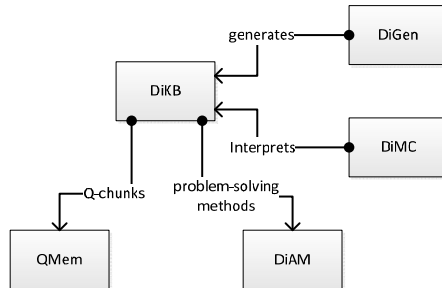 generates
DiGen
DiKB
Interprets
DiMC
Q-chunks
problem-solving
methods
QMem
DiAM